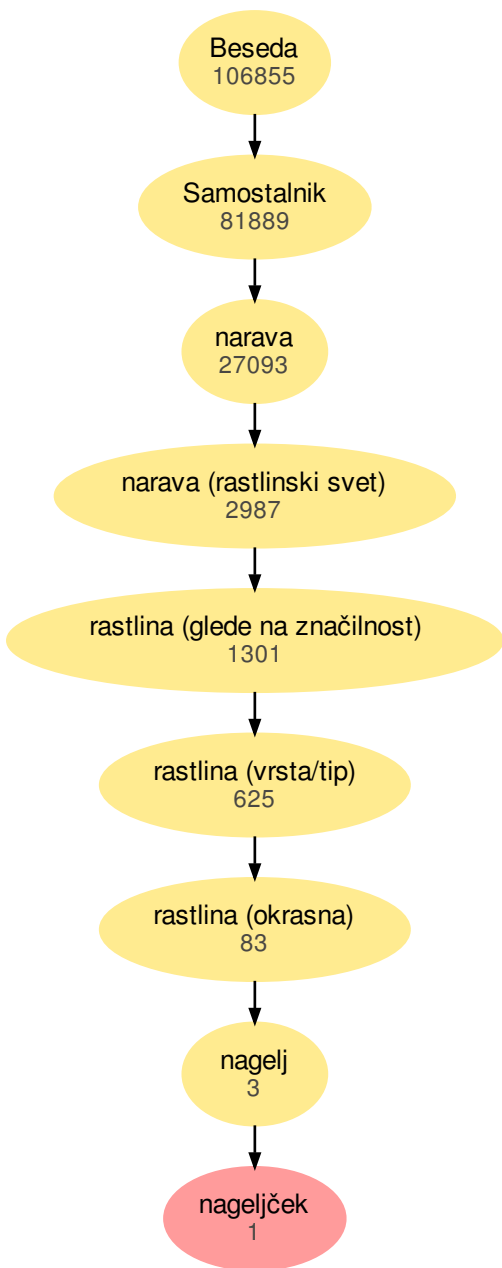 Beseda
106855
Samostalnik
81889
narava
27093
narava (rastlinski svet)
2987
rastlina (glede na značilnost)
1301
rastlina (vrsta/tip)
625
rastlina (okrasna)
83
nagelj
3
nageljček
1